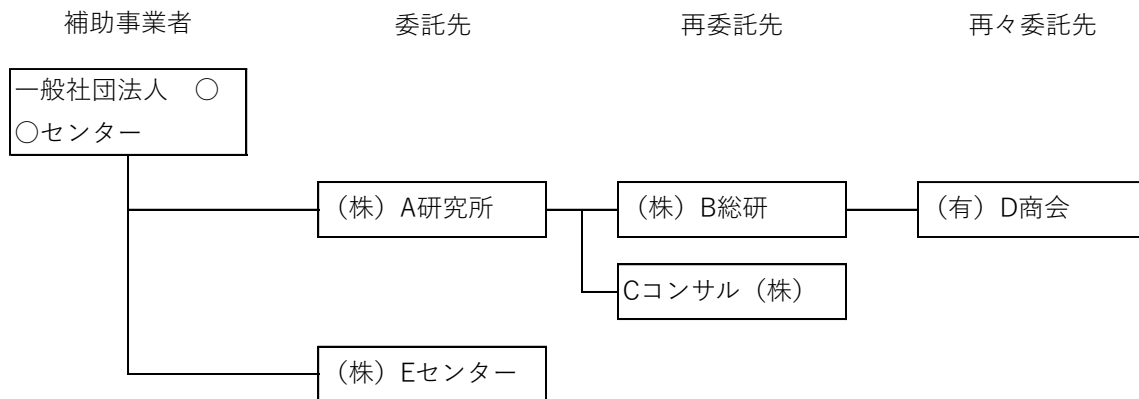 補助事業者
委託先
再委託先
再々委託先
一般社団法人　○
○センター
（株）A研究所
（株）B総研
（有）D商会
Cコンサル（株）
（株）Eセンター